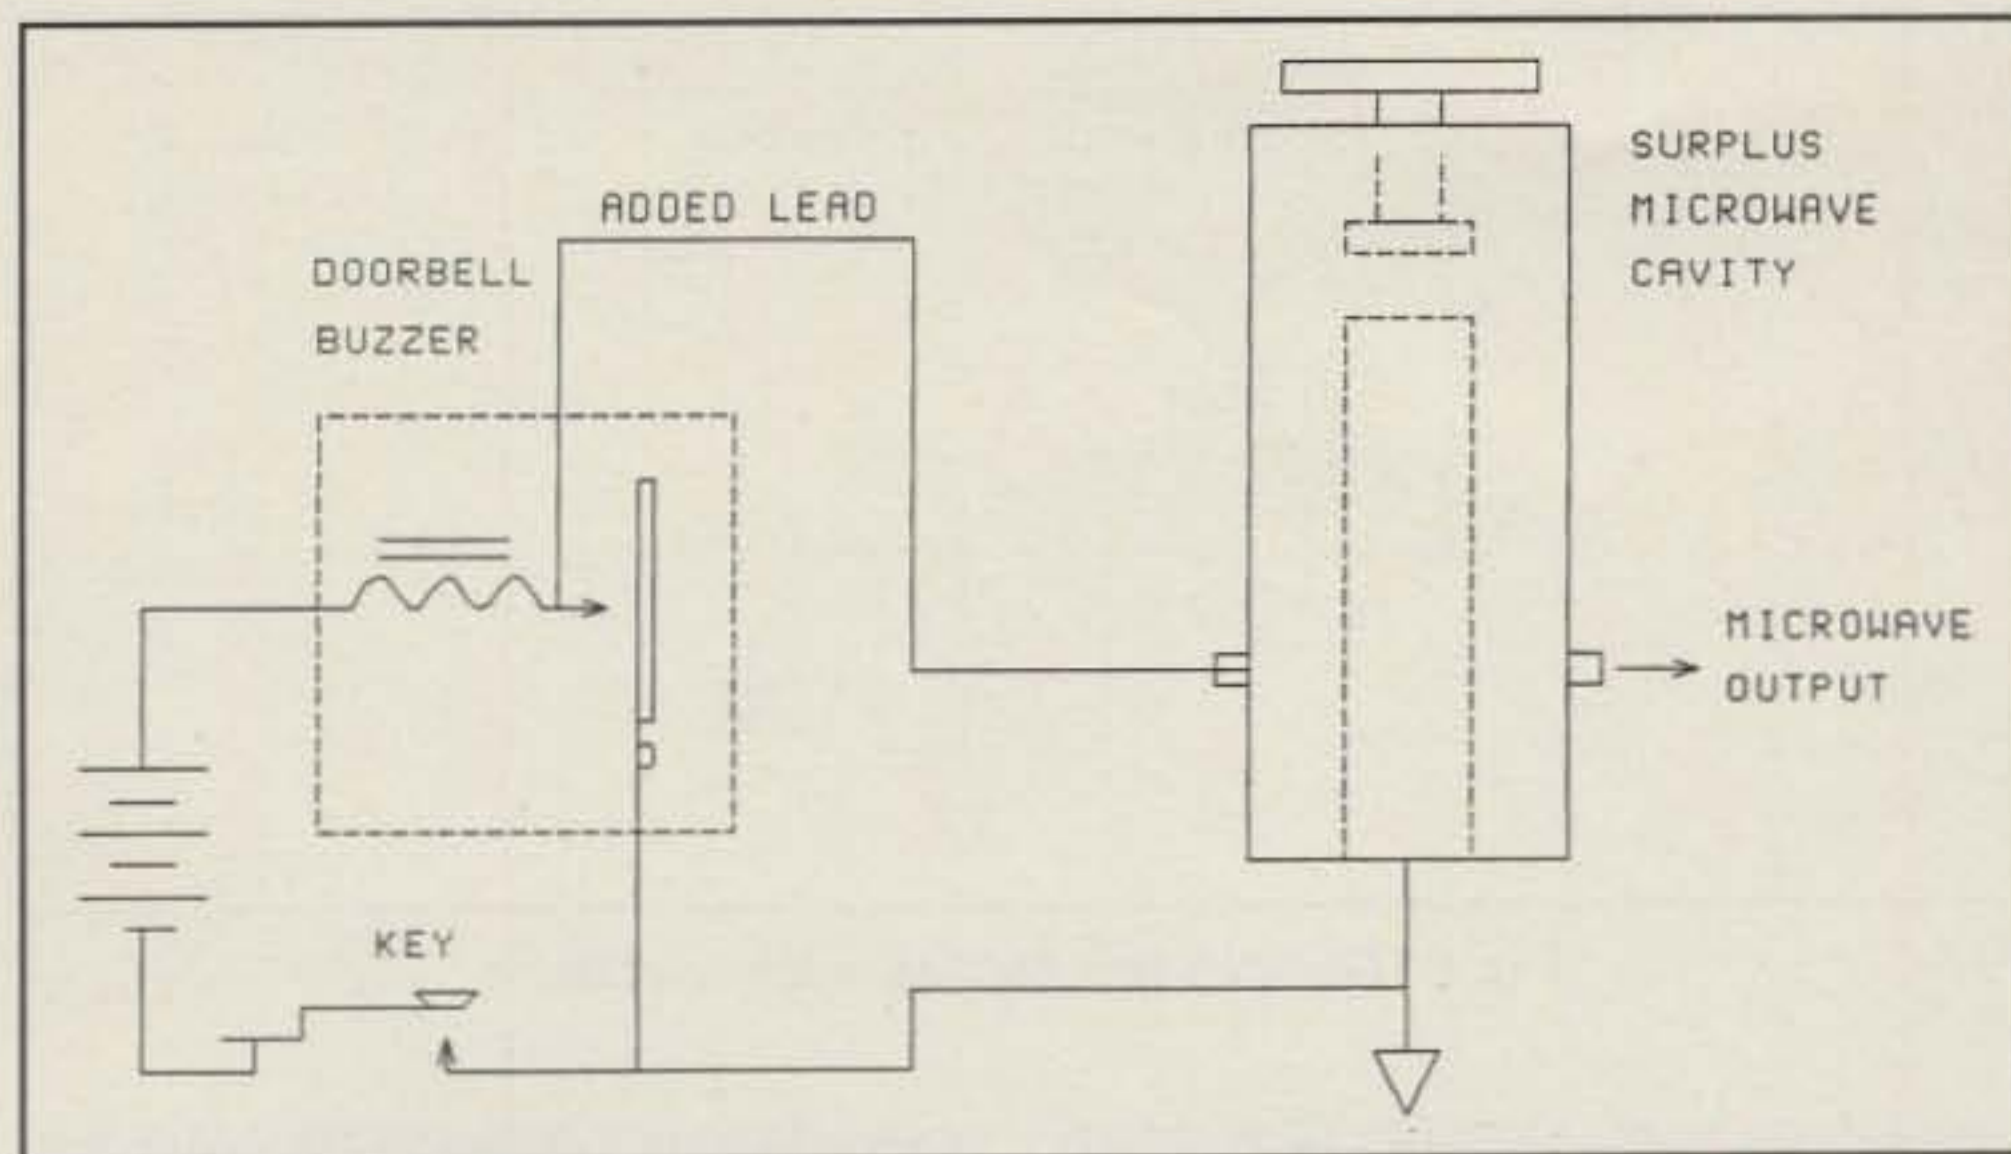 ADDED LEAD
DOORBELL
BUZZER
SURPLUS
MICROWAVE
CAVITY
MICROWAVE
OUTPUT
KEY